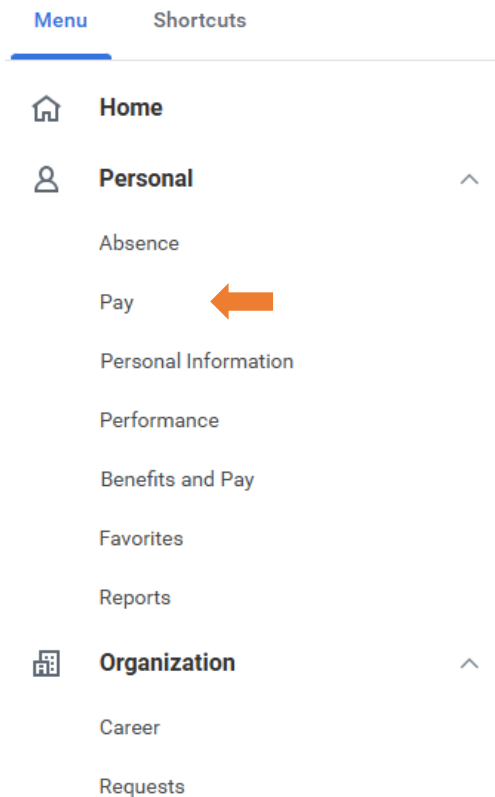 Menu Shortcuts
Home
Personal
Absence
Pay
Personal Information
Performance
Benefits and Pay
Favorites
Reports
Organization
Career
Requests